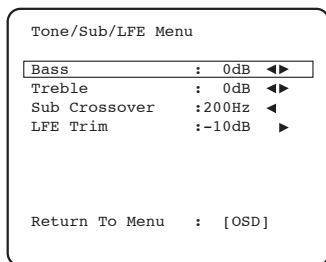 Tone/Sub/LFE Menu
Bass : 0dB ◄►
Treble : 0dB ◄►
Sub Crossover :200Hz ◄
LFE Trim :-10dB ►
Return To Menu : [OSD]